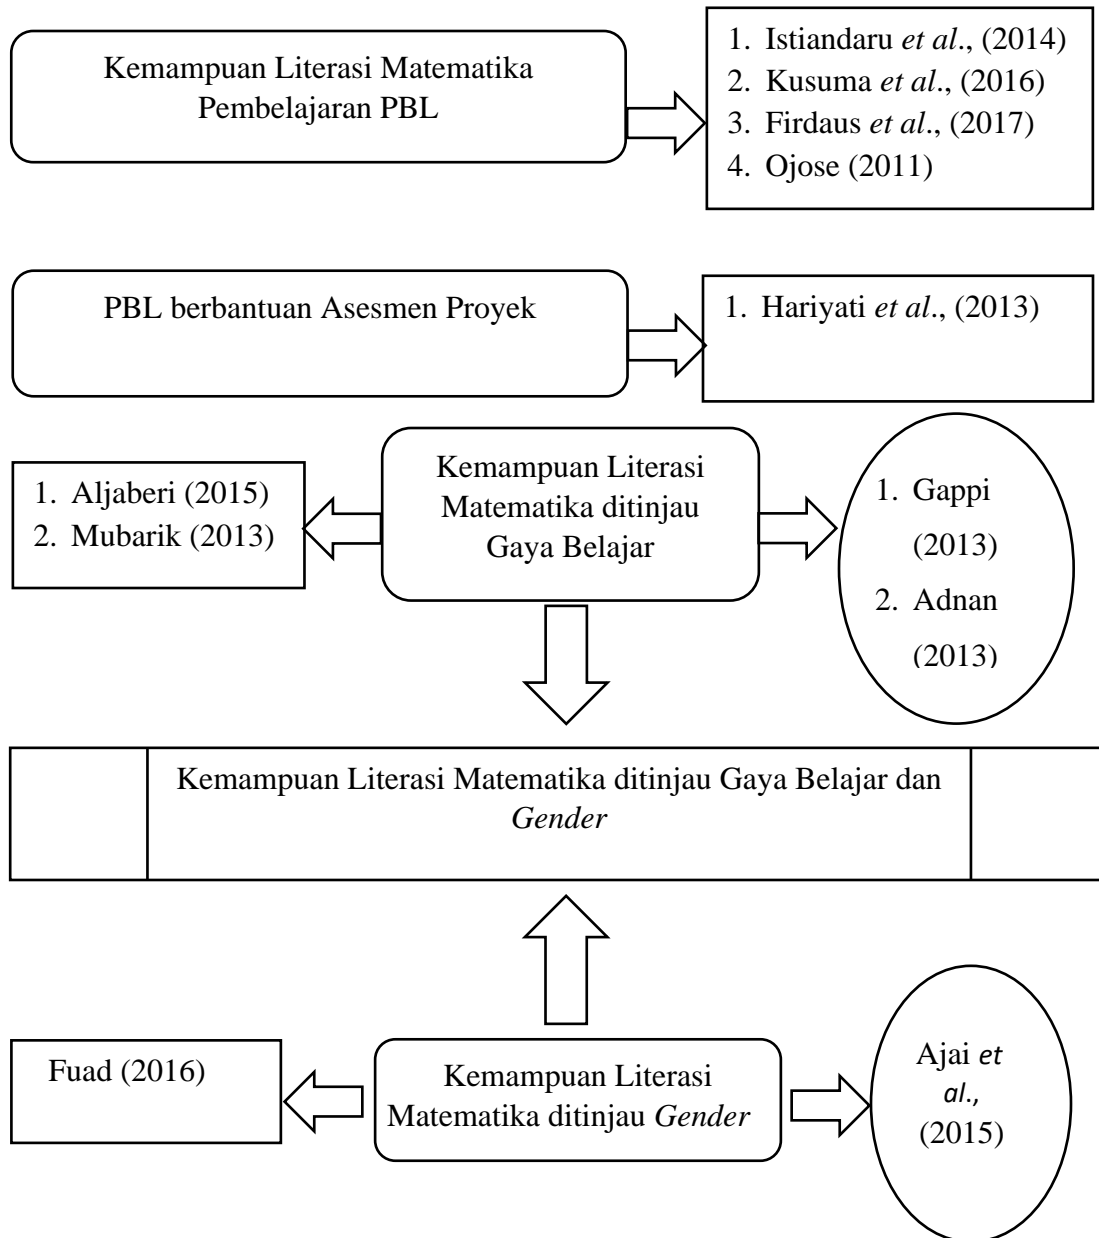 Kemampuan Literasi Matematika
Pembelajaran PBL
1. Istiandaru et al., (2014)
2. Kusuma et al., (2016)
3. Firdaus et al., (2017)
4. Ojose (2011)
PBL berbantuan Asesmen Proyek
1. Hariyati et al., (2013)
1. Aljaberi (2015)
2. Mubarik (2013)
Kemampuan Literasi
Matematika ditinjau
Gaya Belajar
1. Gappi
(2013)
2. Adnan
(2013)
Kemampuan Literasi Matematika ditinjau Gaya Belajar dan
Gender
Fuad (2016)
Kemampuan Literasi
Matematika ditinjau Gender
Ajai et
al.,
(2015)